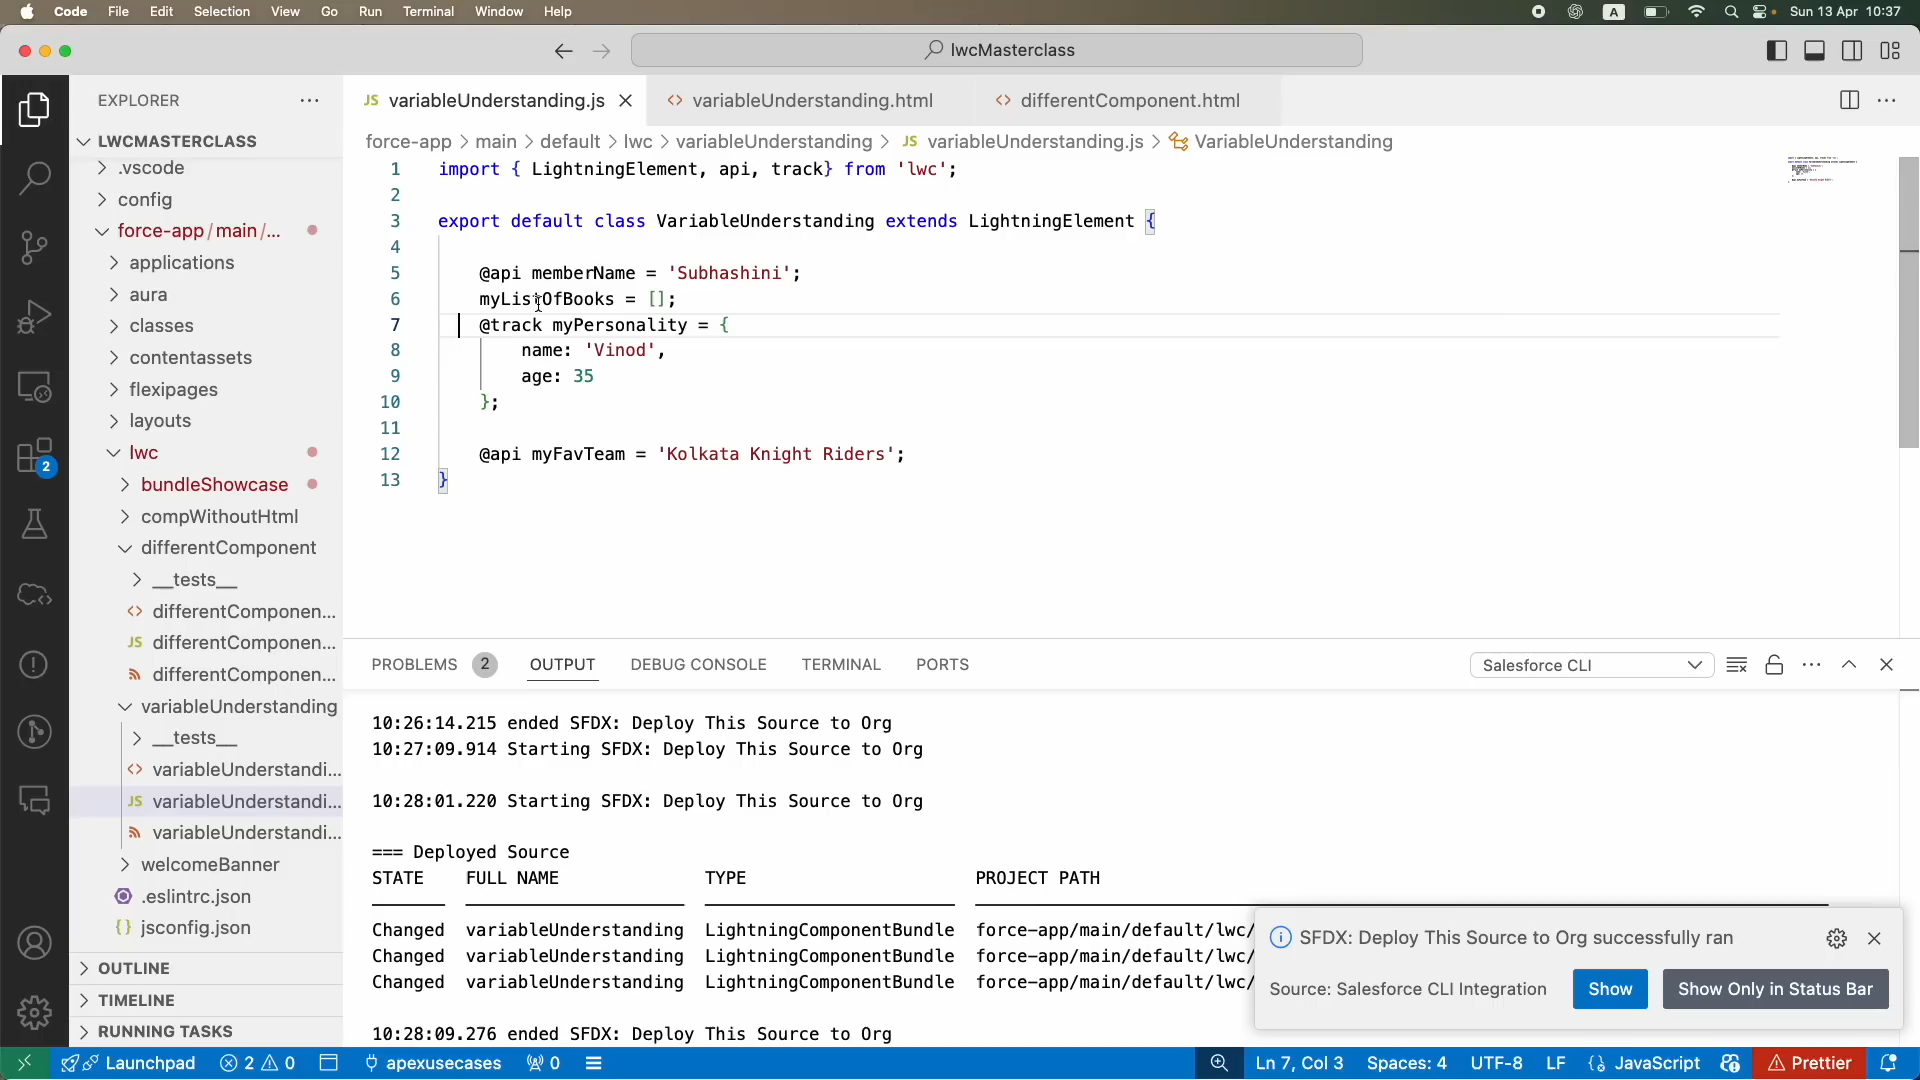 Code File Edit Selection View Go Run Terminal Window Help
A Sun 13 Apr 10:37
lwcMasterclass
EXPLORER
LWCMASTERCLASS
.vscode
config
force-app/main/...
applications
aura
classes
contentassets
flexipages
layouts
lwc
bundleShowcase
compWithoutHtml
differentComponent
__tests__
differentComponen...
JS differentComponen...
differentComponen...
variableUnderstanding
__tests__
variableUnderstandi...
JS variableUnderstandi...
variableUnderstandi...
welcomeBanner
.eslintrc.json
{} jsconfig.json
OUTLINE
TIMELINE
RUNNING TASKS
2
JS variableUnderstanding.js
<> variableUnderstanding.html
<> differentComponent.html
force-app > main > default > lwc > variableUnderstanding > JS variableUnderstanding.js > VariableUnderstanding
1 import { LightningElement, api, track} from 'lwc';
2
3 export default class VariableUnderstanding extends LightningElement {
4
5 @api memberName = 'Subhashini';
6 myListOfBooks = [];
7 @track myPersonality = {
8 name: 'Vinod',
9 age: 35
10 };
11
12 @api myFavTeam = 'Kolkata Knight Riders';
13 }
PROBLEMS 2 OUTPUT DEBUG CONSOLE TERMINAL PORTS
Salesforce CLI
10:26:14.215 ended SFDX: Deploy This Source to Org
10:27:09.914 Starting SFDX: Deploy This Source to Org
10:28:01.220 Starting SFDX: Deploy This Source to Org
=== Deployed Source
STATE FULL NAME TYPE PROJECT PATH
Changed variableUnderstanding LightningComponentBundle force-app/main/default/lwc/
Changed variableUnderstanding LightningComponentBundle force-app/main/default/lwc/
Changed variableUnderstanding LightningComponentBundle force-app/main/default/lwc/
10:28:09.276 ended SFDX: Deploy This Source to Org
SFDX: Deploy This Source to Org successfully ran
Source: Salesforce CLI Integration
Show
Show Only in Status Bar
Launchpad 2 0 apexusecases 0
Ln 7, Col 3 Spaces: 4 UTF-8 LF {} JavaScript Prettier